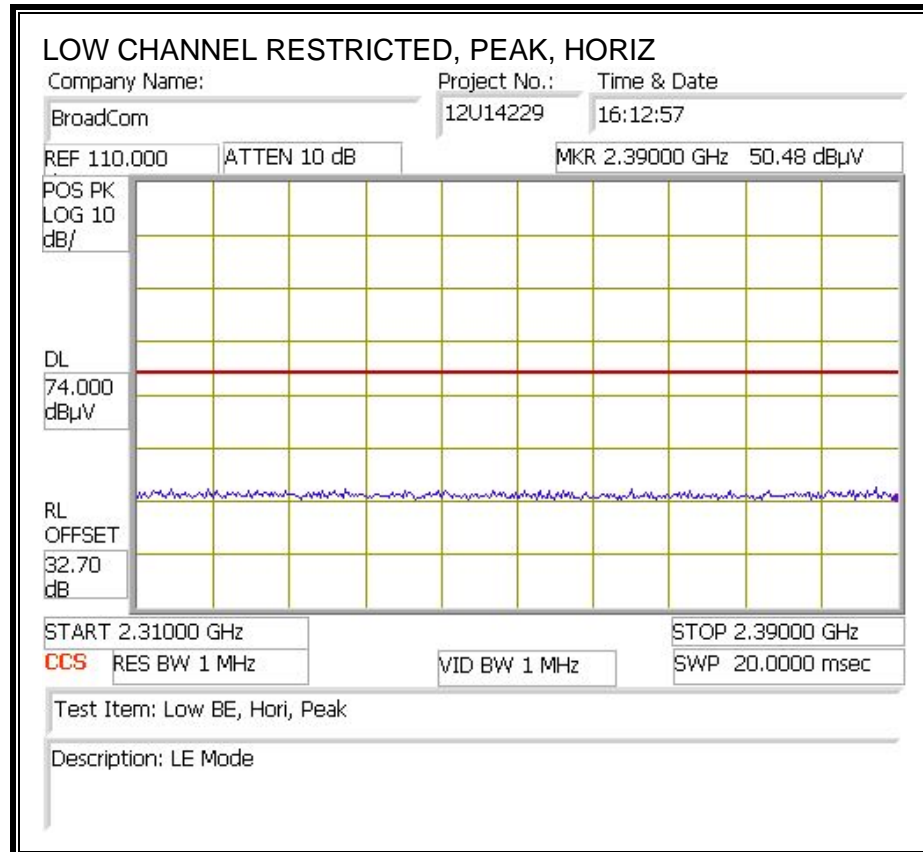 LOW CHANNEL RESTRICTED, PEAK, HORIZ
Company Name: Project No.: Time & Date
BroadCom 12U14229 16:12:57
REF 110.000 ATTEN 10 dB MKR 2.39000 GHz 50.48 dBµV
POS PK
LOG 10
dB/
DL
74.000
dBµV
RL
OFFSET
32.70
dB
START 2.31000 GHz STOP 2.39000 GHz
CCS RES BW 1 MHz VID BW 1 MHz SWP 20.0000 msec
Test Item: Low BE, Hori, Peak
Description: LE Mode